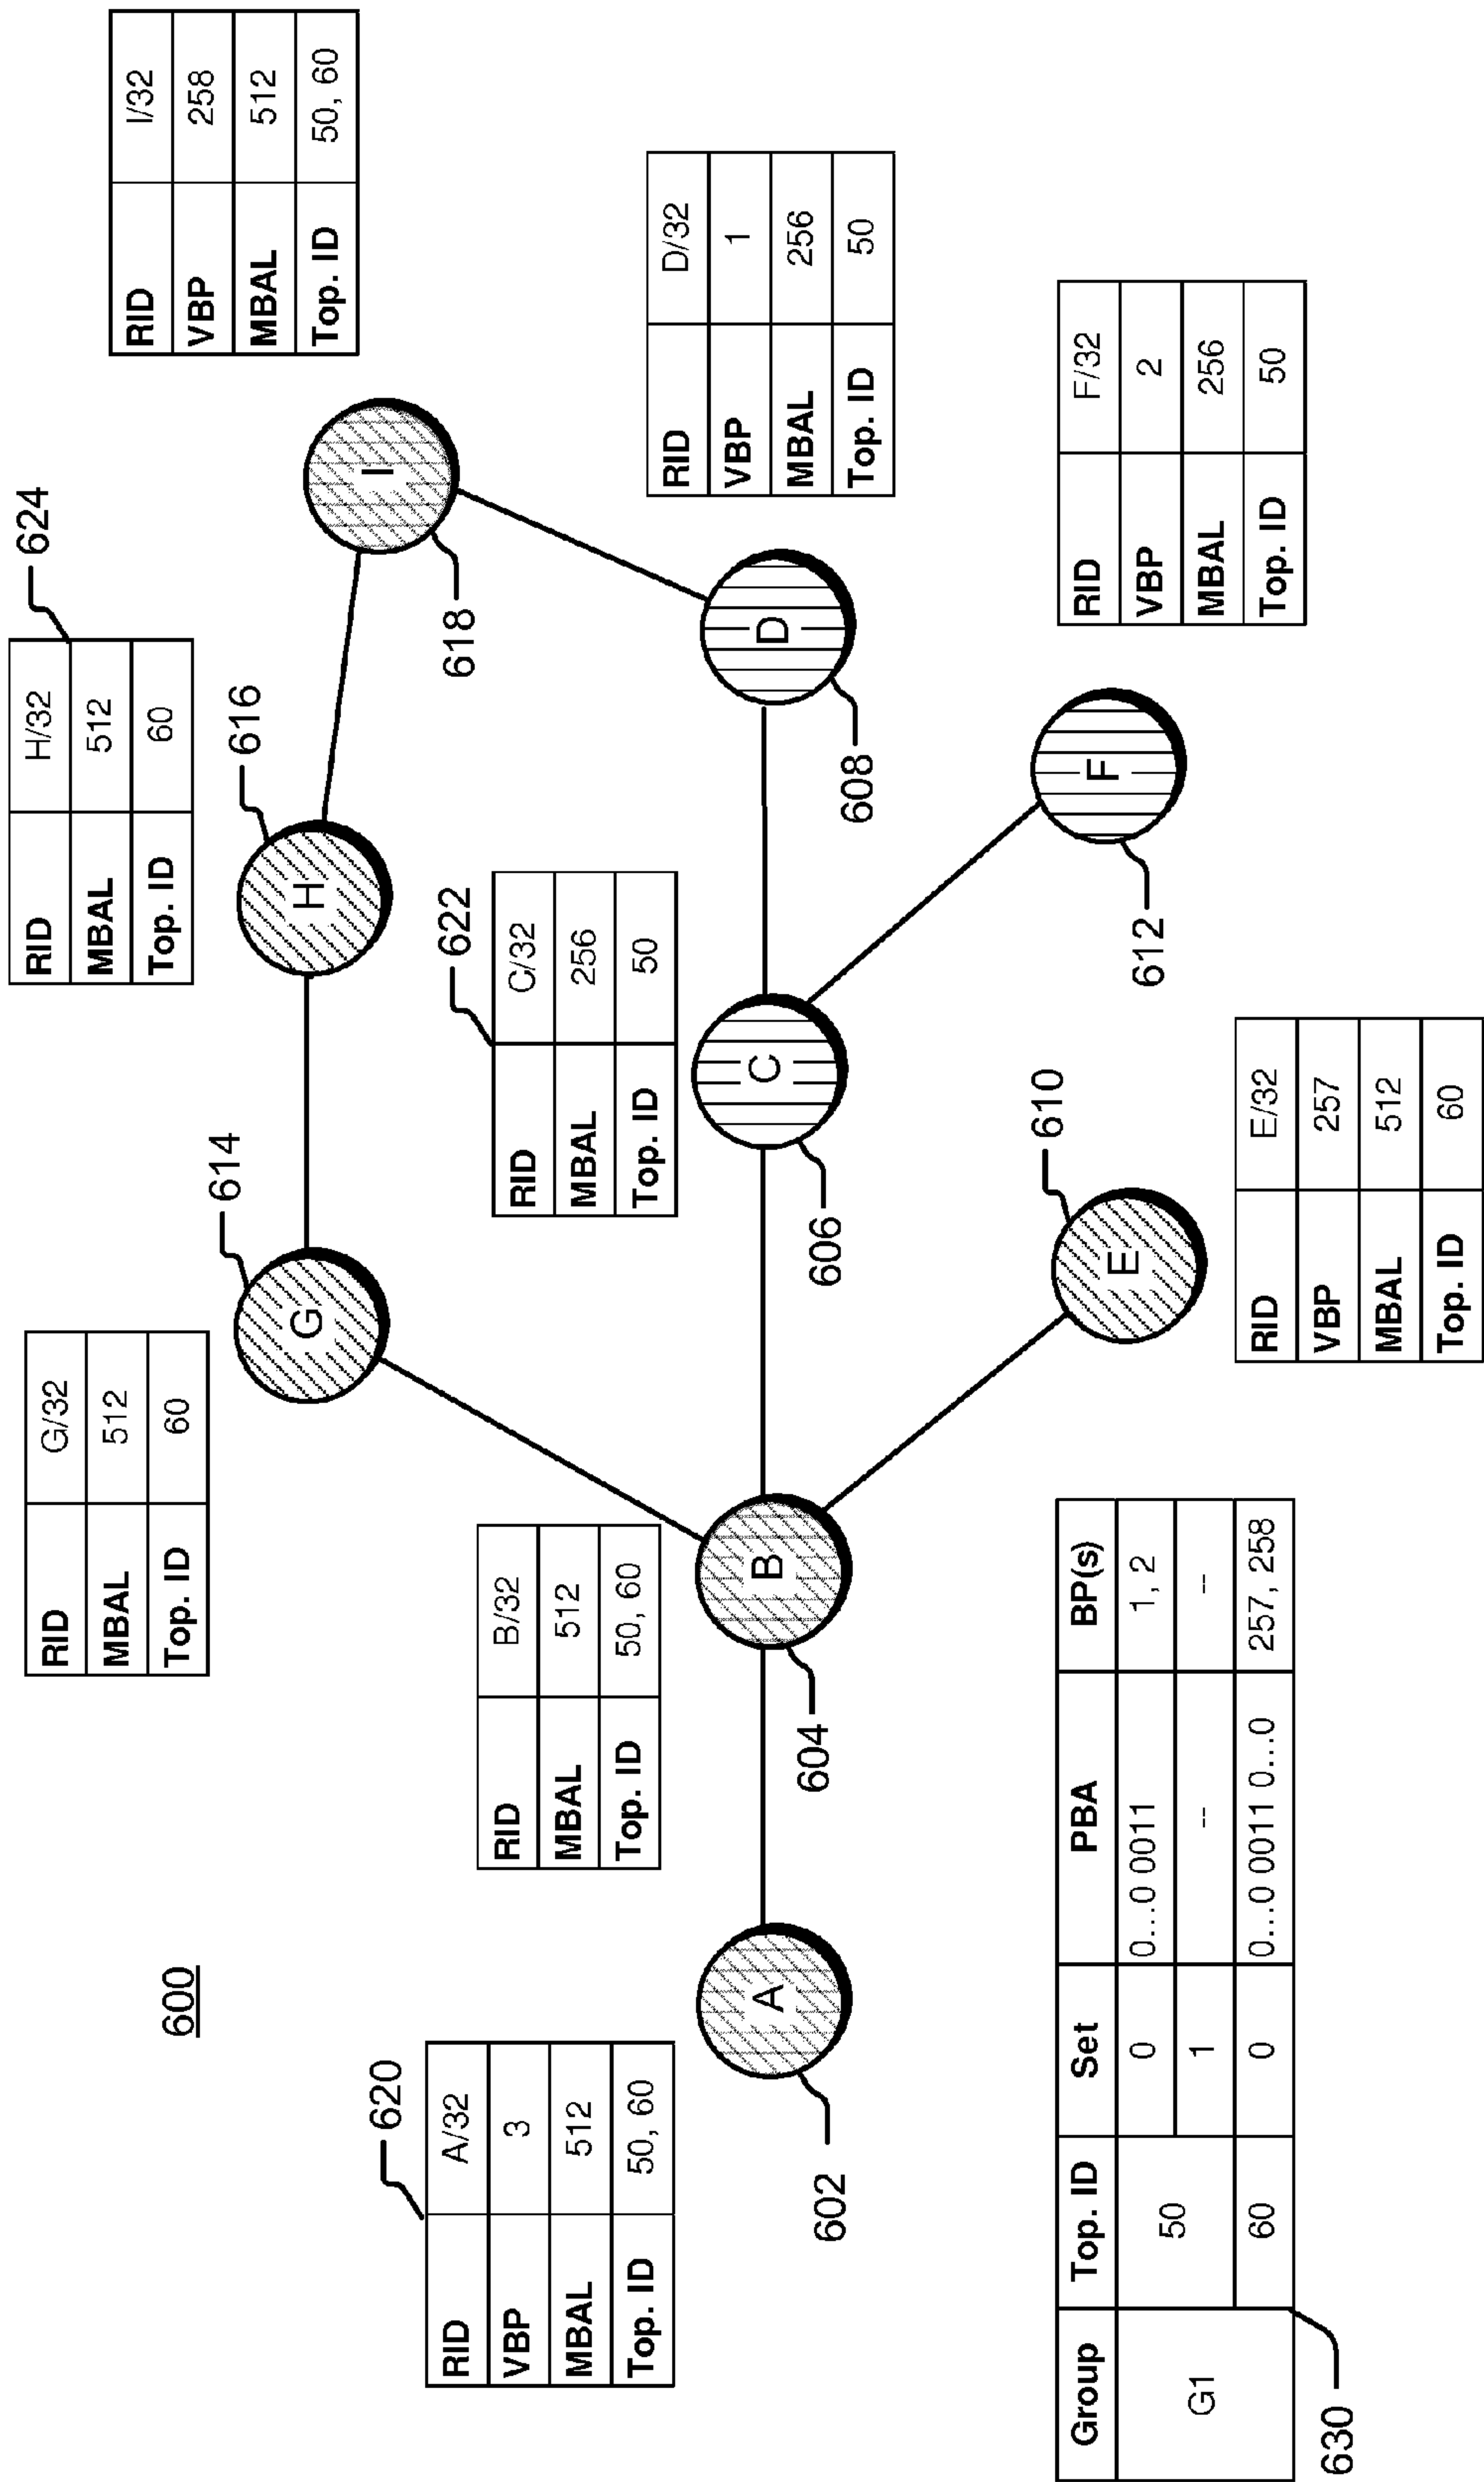 600
620
RID A/32
VBP 3
MBAL 512
Top. ID 50, 60
A
602
RID B/32
MBAL 512
Top. ID 50, 60
B
604
RID G/32
MBAL 512
Top. ID 60
G
614
624
RID H/32
MBAL 512
Top. ID 60
H
616
622
RID C/32
MBAL 256
Top. ID 50
C
606
RID I/32
VBP 258
MBAL 512
Top. ID 50, 60
I
618
RID D/32
VBP 1
MBAL 256
Top. ID 50
D
608
RID F/32
VBP 2
MBAL 256
Top. ID 50
F
612
E
610
RID E/32
VBP 257
MBAL 512
Top. ID 60
Group Top. ID Set PBA BP(s)
G1 50 0 0...0 0011 1, 2
1 -- --
60 0 0...0 0011 0...0 257, 258
630